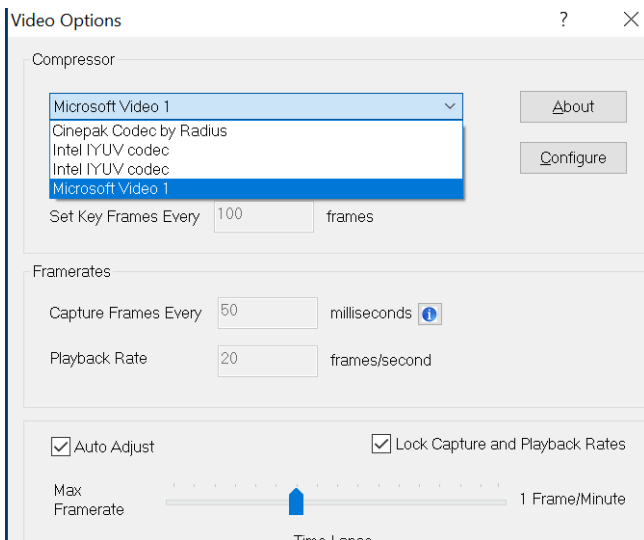 Video Options
Compressor
Microsoft Video 1
About
Cinepak Codec by Radius
Intel IYUV codec
Intel IYUV codec
Microsoft Video 1
Configure
Set Key Frames Every 100 frames
Framerates
Capture Frames Every 50 milliseconds
Playback Rate 20 frames/second
Auto Adjust
Lock Capture and Playback Rates
Max
Framerate
1 Frame/Minute
Time Lapse